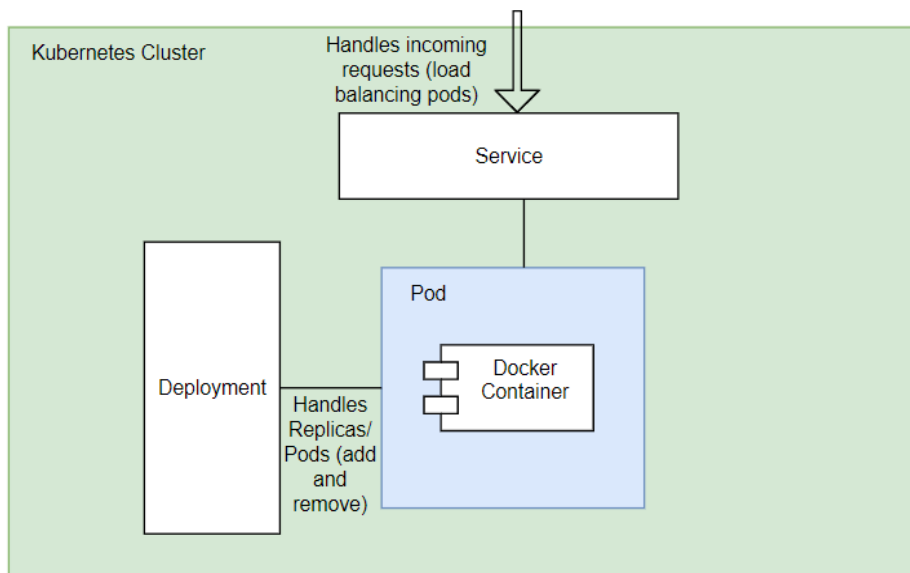 Kubernetes Cluster
Handles incoming
requests (load
balancing pods)
Service
Pod
Docker
Container
Deployment
Handles
Replicas/
Pods (add
and
remove)